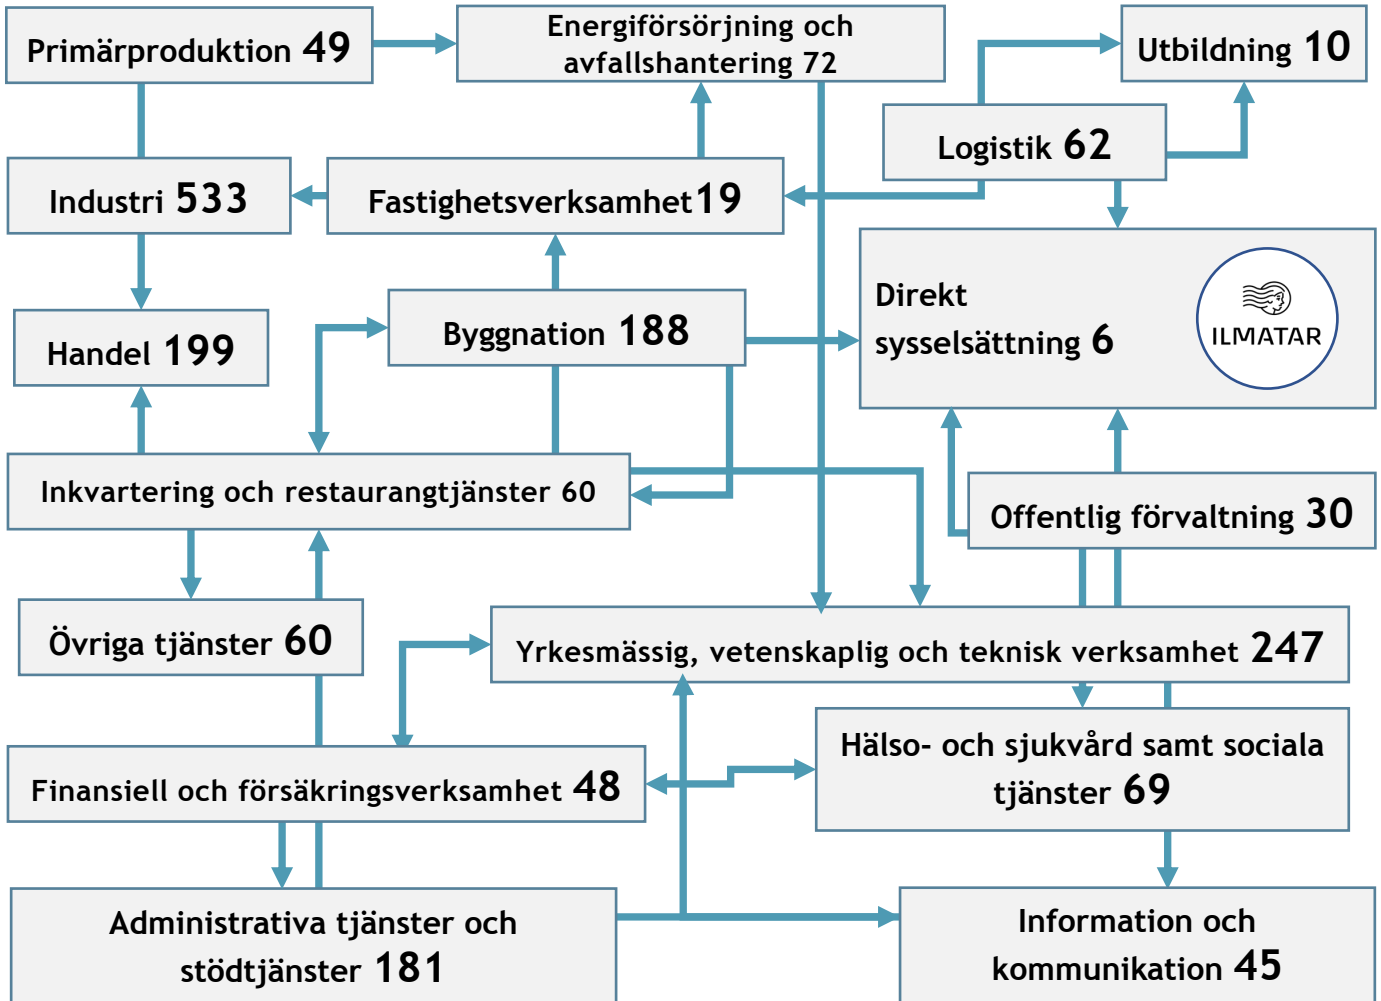 Primärproduktion 49
Energiförsörjning och
avfallshantering 72
Utbildning 10
Logistik 62
Industri 533
Fastighetsverksamhet19
Direkt
sysselsättning 6
ILMATAR
Byggnation 188
Handel 199
Inkvartering och restaurangtjänster 60
Offentlig förvaltning 30
Övriga tjänster 60
Yrkesmässig, vetenskaplig och teknisk verksamhet 247
Hälso- och sjukvård samt sociala
tjänster 69
Finansiell och försäkringsverksamhet 48
Administrativa tjänster och
stödtjänster 181
Information och
kommunikation 45